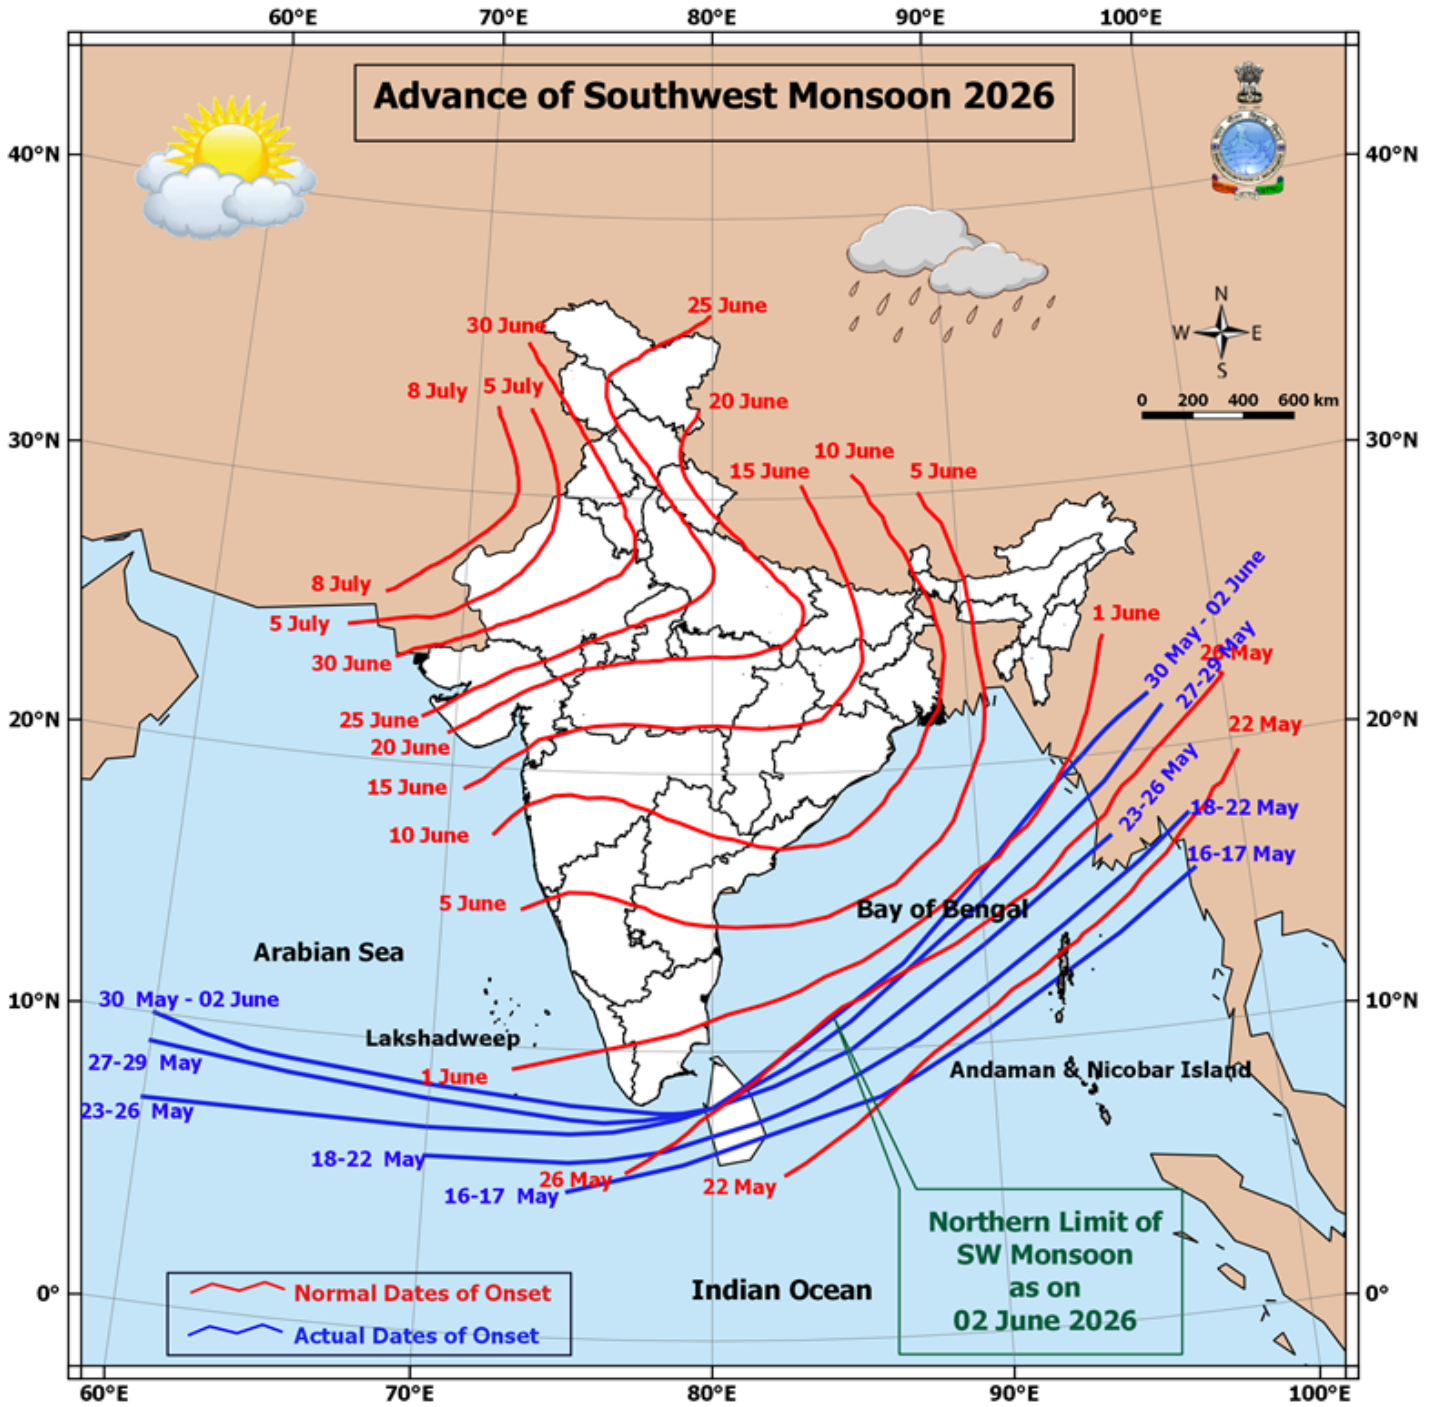 60°E 70°E 80°E 90°E 100°E
Advance of Southwest Monsoon 2026
40°N 40°N
N
W E
S
0 200 400 600 km
25 June
30 June
8 July 5 July
20 June
10 June
15 June
5 June
30°N 30°N
30 May - 02 June
8 July
5 July
1 June
27-29 May
26 May
30 June
25 June
20°N 20°N
22 May
20 June
23-26 May
15 June
18-22 May
10 June
16-17 May
5 June
Bay of Bengal
Arabian Sea
30 May - 02 June
10°N 10°N
Lakshadweep
27-29 May
1 June
Andaman & Nicobar Island
23-26 May
18-22 May
26 May
22 May
16-17 May
Northern Limit of
SW Monsoon
as on
02 June 2026
Indian Ocean
0° 0°
Normal Dates of Onset
Actual Dates of Onset
60°E 70°E 80°E 90°E 100°E